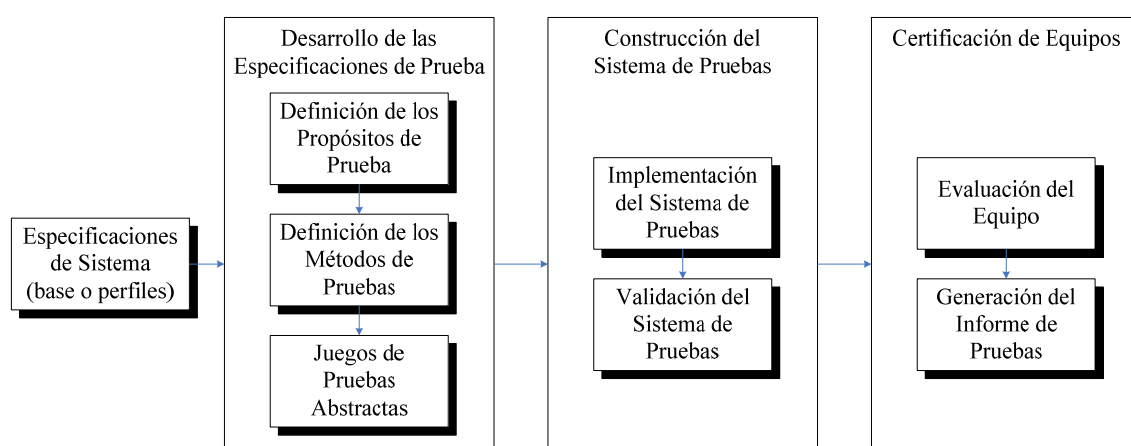 Especificaciones
de Sistema
(base o perfiles)
Desarrollo de las
Especificaciones de Prueba
Definición de los
Propósitos de
Prueba
Definición de los
Métodos de
Pruebas
Juegos de
Pruebas
Abstractas
Construcción del
Sistema de Pruebas
Implementación
del Sistema de
Pruebas
Validación del
Sistema de
Pruebas
Certificación de Equipos
Evaluación del
Equipo
Generación del
Informe de
Pruebas